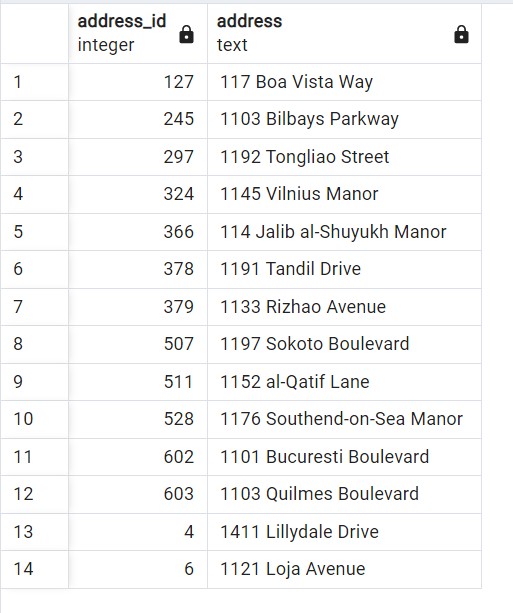 address_id address
integer text
1 127 117 Boa Vista Way
2 245 1103 Bilbays Parkway
3 297 1192 Tongliao Street
4 324 1145 Vilnius Manor
5 366 114 Jalib al-Shuyukh Manor
6 378 1191 Tandil Drive
7 379 1133 Rizhao Avenue
8 507 1197 Sokoto Boulevard
9 511 1152 al-Qatif Lane
10 528 1176 Southend-on-Sea Manor
11 602 1101 Bucuresti Boulevard
12 603 1103 Quilmes Boulevard
13 4 1411 Lillydale Drive
14 6 1121 Loja Avenue